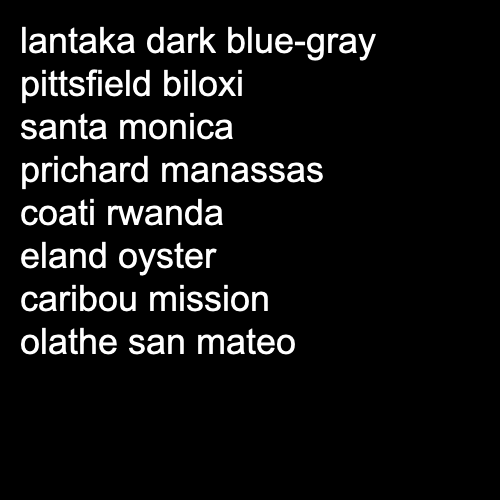 lantaka dark blue-gray
pittsfield biloxi
santa monica
prichard manassas
coati rwanda
eland oyster
caribou mission
olathe san mateo